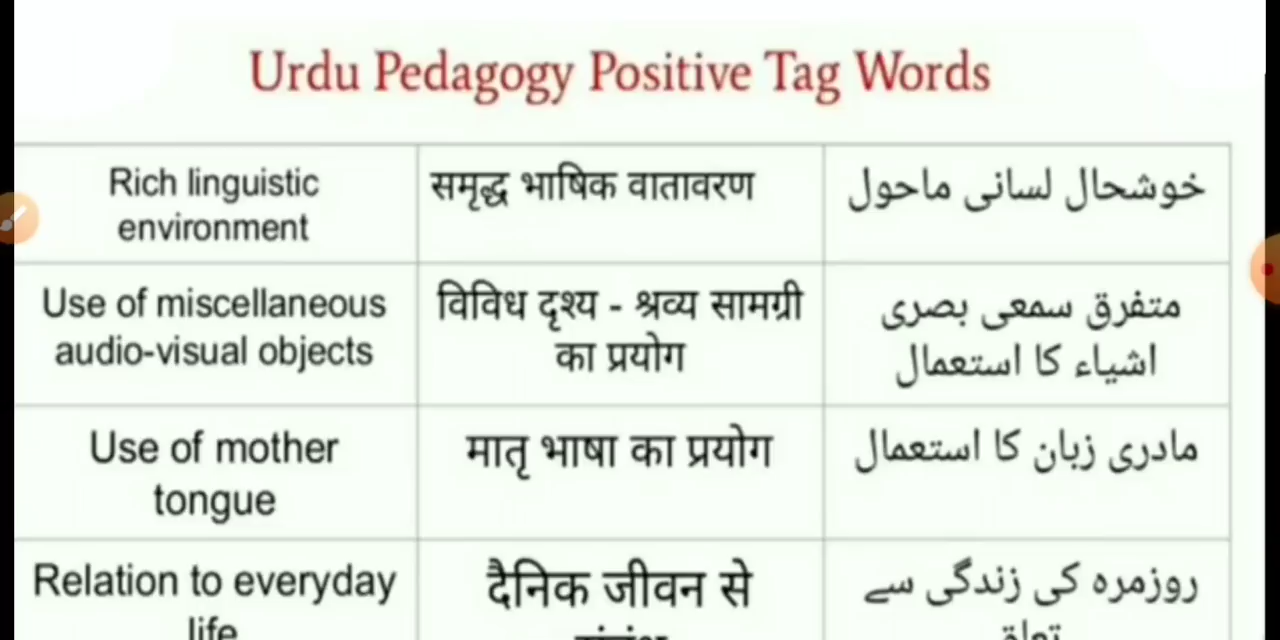 Urdu Pedagogy Positive Tag Words
Rich linguistic
environment
समृद्ध भाषिक वातावरण
خوشحال لسانی ماحول
Use of miscellaneous
audio-visual objects
विविध दृश्य - श्रव्य सामग्री
का प्रयोग
متفرق سمعی بصری
اشیاء کا استعمال
Use of mother
tongue
मातृ भाषा का प्रयोग
مادری زبان کا استعمال
Relation to everyday
life
दैनिक जीवन से
روزمرہ کی زندگی سے